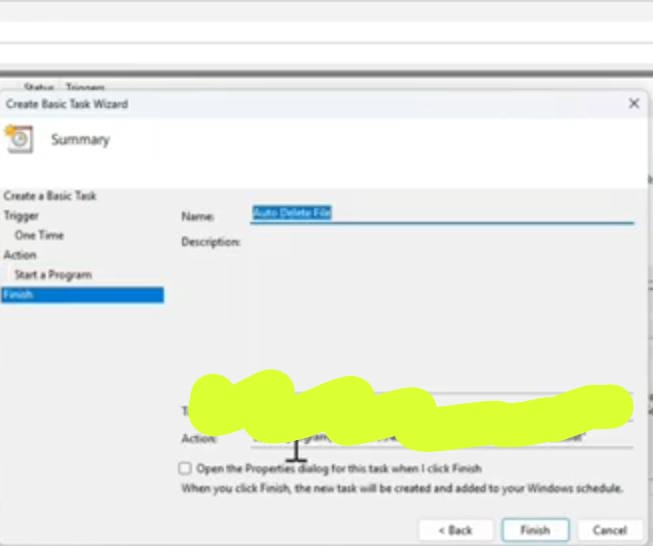 Status Triggers
Create Basic Task Wizard
Summary
Create a Basic Task
Trigger
One Time
Action
Start a Program
Finish
Name: Auto Delete File
Description:
Action:
Open the Properties dialog for this task when I click Finish
When you click Finish, the new task will be created and added to your Windows schedule.
< Back Finish Cancel